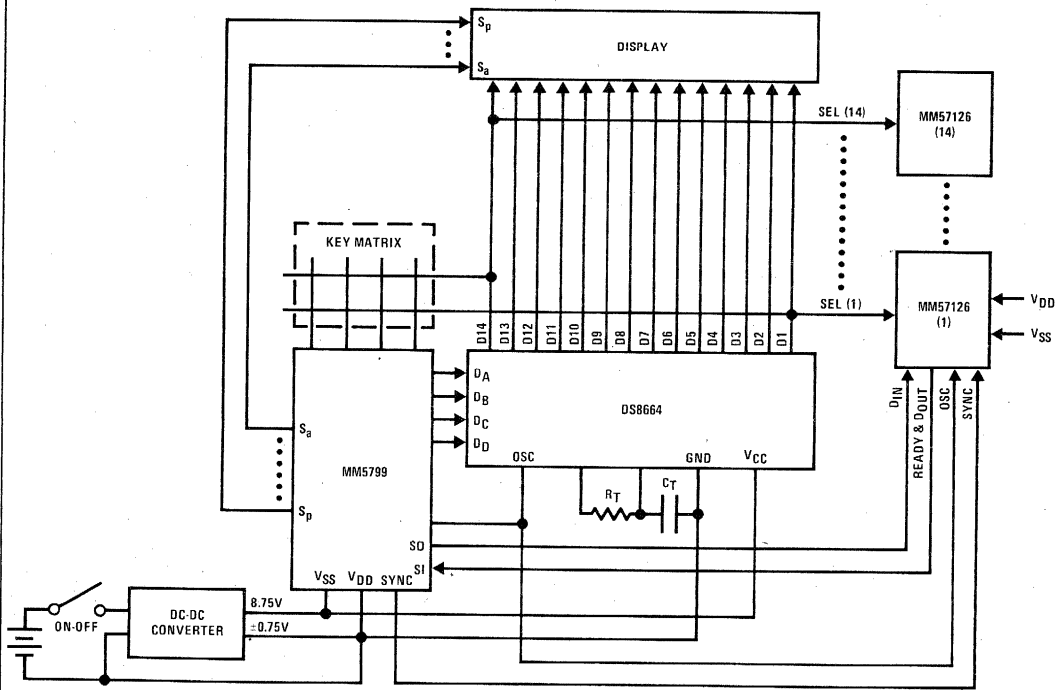 Sp
DISPLAY
Sa
SEL (14)
MM57126
(14)
KEY MATRIX
SEL (1)
MM57126
(1)
VDD
VSS
D14
D13
D12
D11
D10
D9
D8
D7
D6
D5
D4
D3
D2
D1
DA
DB
DC
DD
DS8664
OSC
GND
VCC
DIN
READY & DOUT
OSC
SYNC
Sa
MM5799
Sp
RT
CT
SO
SI
VSS
VDD
SYNC
ON-OFF
DC-DC
CONVERTER
8.75V
±0.75V